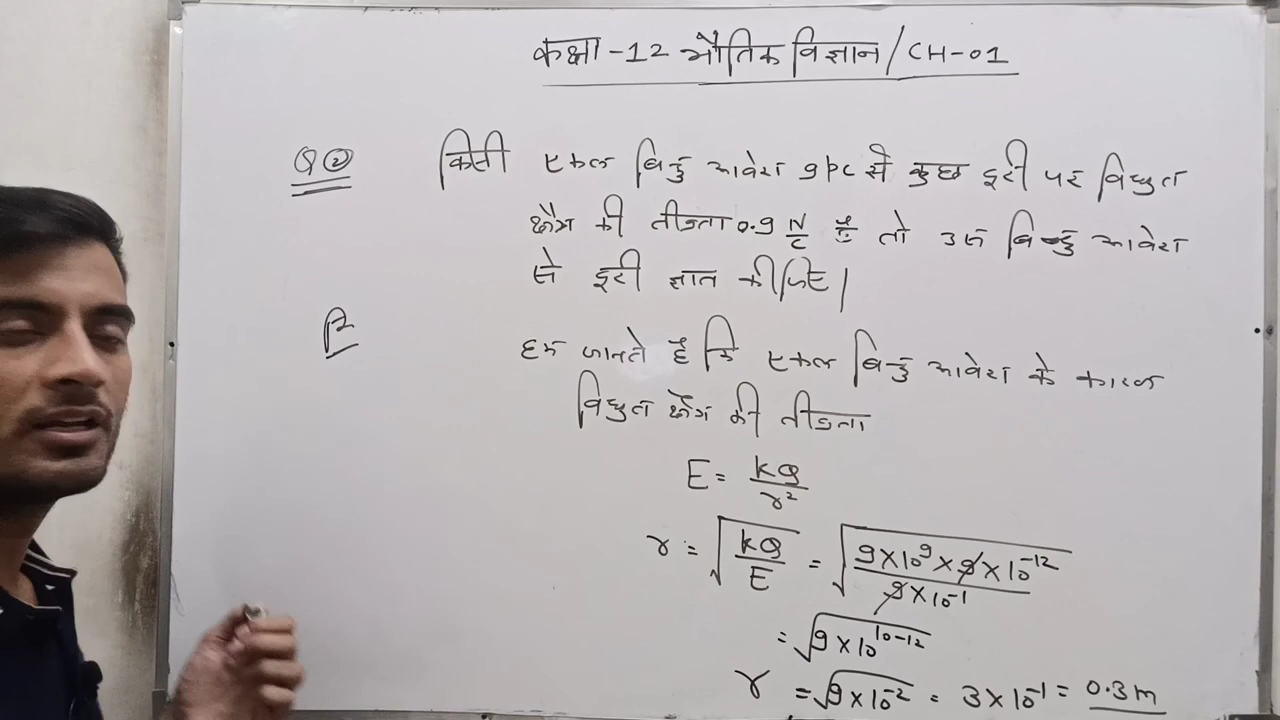 कक्षा -12 भौतिक विज्ञान / CH-01
Q② किसी एकल बिन्दु आवेश 9pc से कुछ दूरी पर विद्युत
क्षेत्र की तीव्रता 0.9 N/C है तो उस बिन्दु आवेश
से दूरी ज्ञात कीजिए।
हम जानते है कि एकल बिन्दु आवेश के कारण
विद्युत क्षेत्र की तीव्रता
E = kQ/r²
r = √(kQ/E) = √(9×10⁹×9×10⁻¹²/9×10⁻¹)
= √9×10¹⁰⁻¹²
r = √9×10⁻² = 3×10⁻¹ = 0.3m